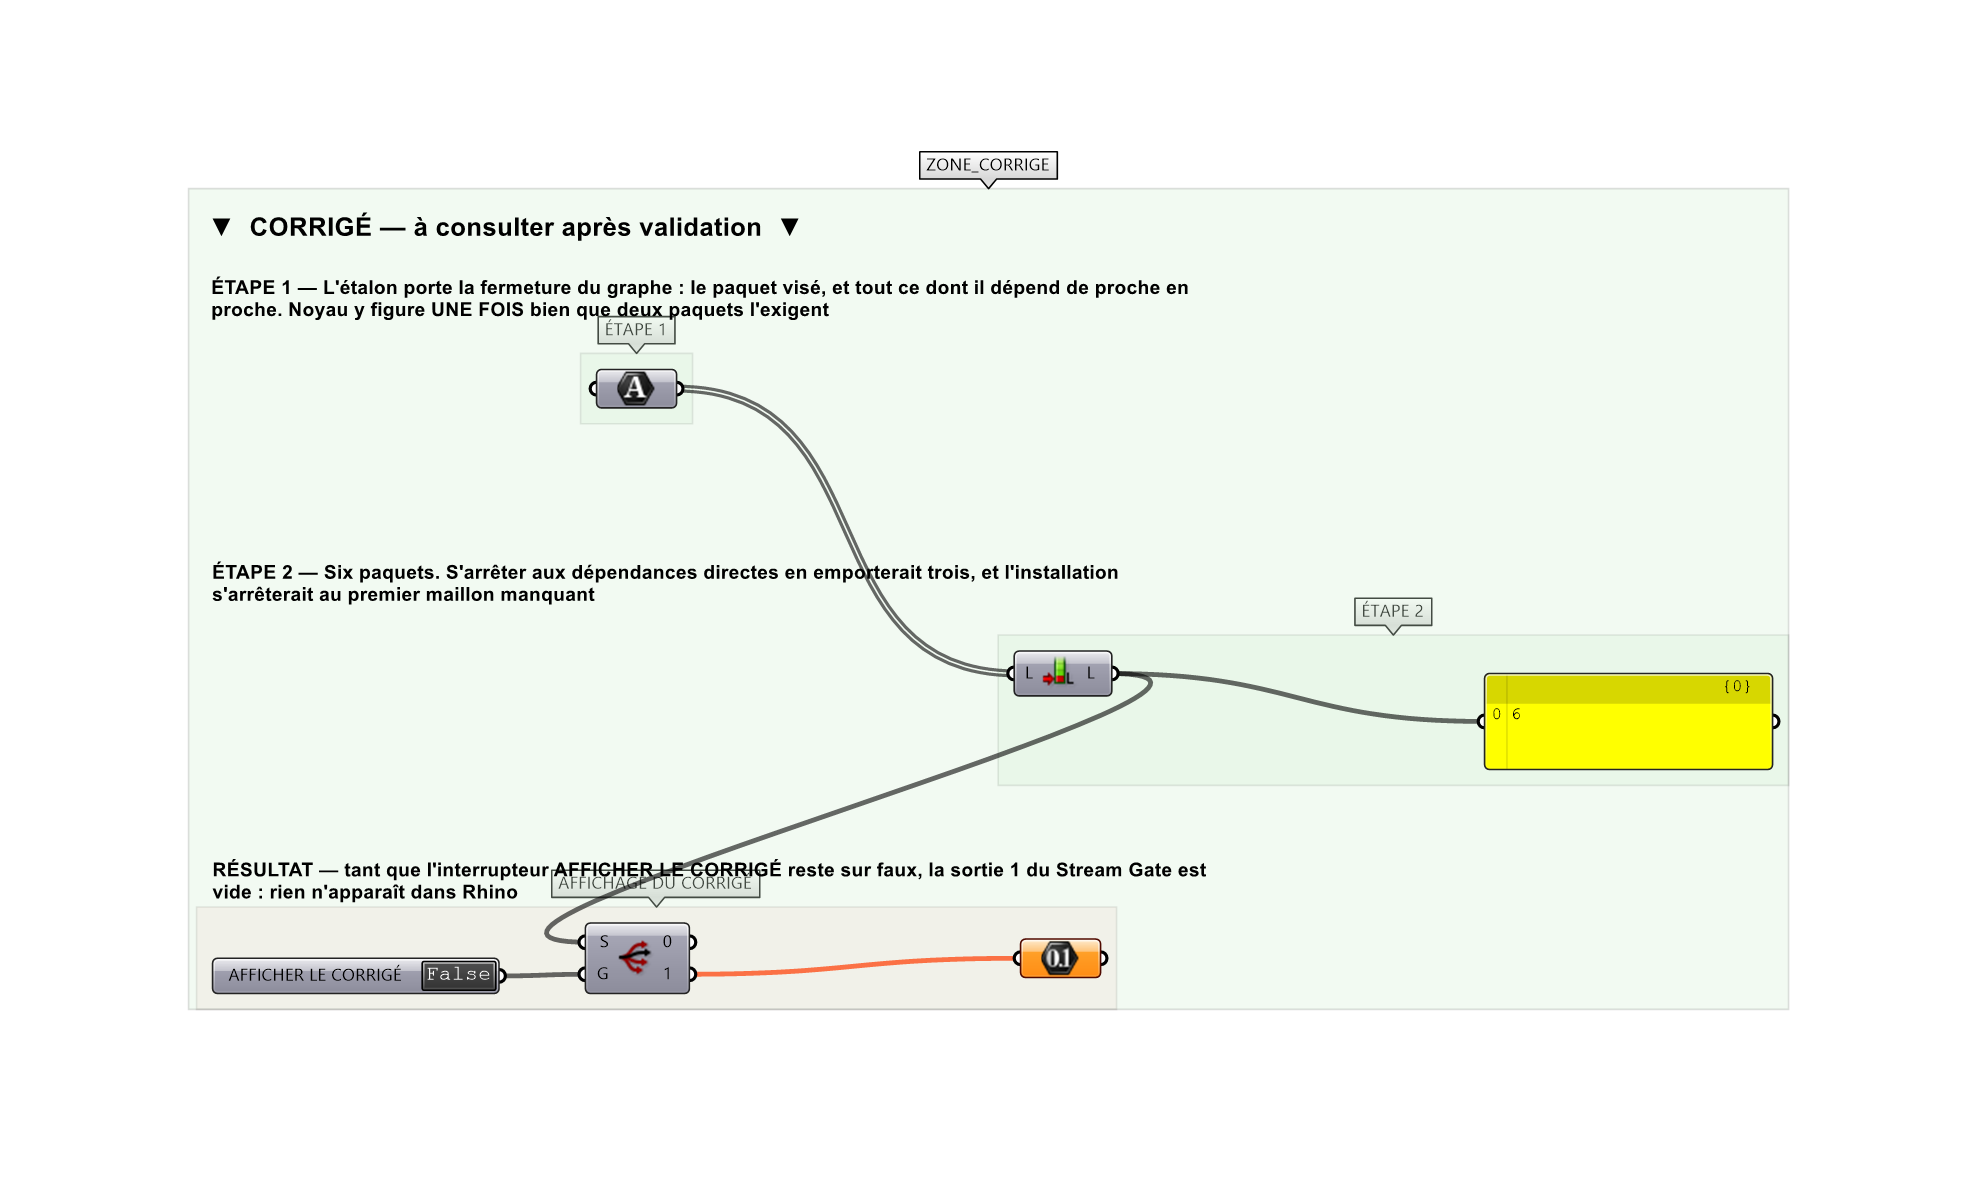 ZONE_CORRIGE
▼ CORRIGÉ — à consulter après validation ▼
ÉTAPE 1 — L'étalon porte la fermeture du graphe : le paquet visé, et tout ce dont il dépend de proche en
proche. Noyau y figure UNE FOIS bien que deux paquets l'exigent
ÉTAPE 1
A
ÉTAPE 2 — Six paquets. S'arrêter aux dépendances directes en emporterait trois, et l'installation
s'arrêterait au premier maillon manquant
ÉTAPE 2
L L L
{0}
0 6
RÉSULTAT — tant que l'interrupteur AFFICHER LE CORRIGÉ reste sur faux, la sortie 1 du Stream Gate est
vide : rien n'apparaît dans Rhino
AFFICHAGE DU CORRIGÉ
S 0
G 1
AFFICHER LE CORRIGÉ False
0.1